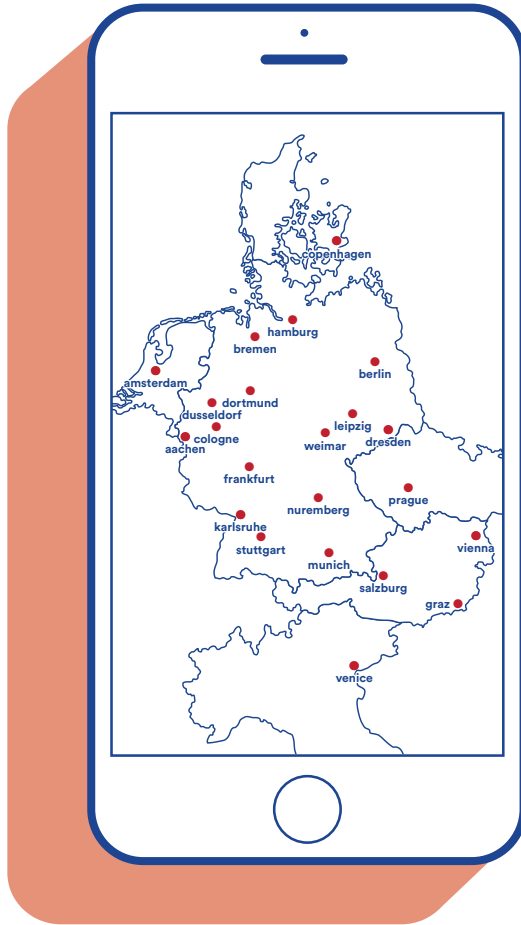 copenhagen
hamburg
bremen
berlin
amsterdam
dortmund
dusseldorf
leipzig
cologne
dresden
weimar
aachen
frankfurt
prague
nuremberg
karlsruhe
vienna
stuttgart
munich
salzburg
graz
venice